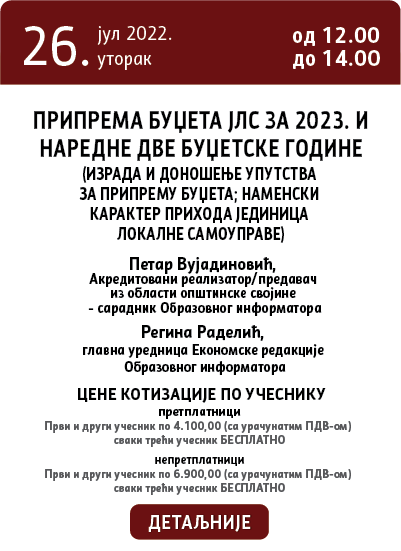 26. јул 2022.
уторак
од 12.00
до 14.00
ПРИПРЕМА БУЏЕТА ЈЛС ЗА 2023. И
НАРЕДНЕ ДВЕ БУЏЕТСКЕ ГОДИНЕ
(ИЗРАДА И ДОНОШЕЊЕ УПУТСТВА
ЗА ПРИПРЕМУ БУЏЕТА; НАМЕНСКИ
КАРАКТЕР ПРИХОДА ЈЕДИНИЦА
ЛОКАЛНЕ САМОУПРАВЕ)
Петар Вујадиновић,
Акредитовани реализатор/предавач
из области општинске својине
- сарадник Образовног информатора
Регина Раделић,
главна уредница Економске редакције
Образовног информатора
ЦЕНЕ КОТИЗАЦИЈЕ ПО УЧЕСНИКУ
претплатници
Први и други учесник по 4.100,00 (са урачунатим ПДВ-ом)
сваки трећи учесник БЕСПЛАТНО
непретплатници
Први и други учесник по 6.900,00 (са урачунатим ПДВ-ом)
сваки трећи учесник БЕСПЛАТНО
ДЕТАЉНИЈЕ